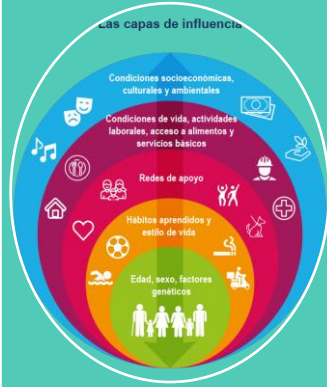 Las capas de influencia
Condiciones socioeconómicas,
culturales y ambientales
Condiciones de vida, actividades
laborales, acceso a alimentos y
servicios básicos
Redes de apoyo
Hábitos aprendidos y
estilo de vida
Edad, sexo, factores
genéticos